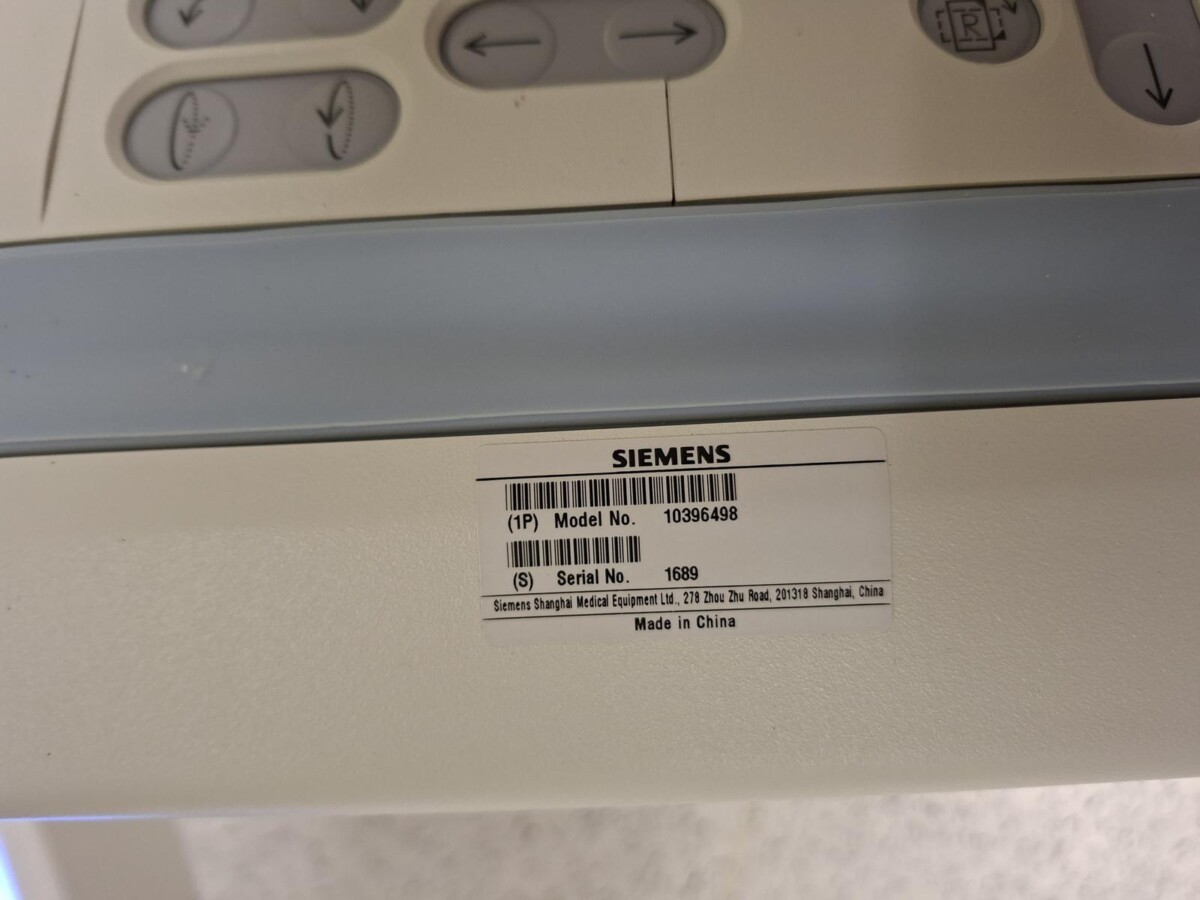 R
SIEMENS
(1P) Model No. 10396498
(S) Serial No. 1689
Siemens Shanghai Medical Equipment Ltd., 278 Zhou Zhu Road, 201318 Shanghai, China
Made in China